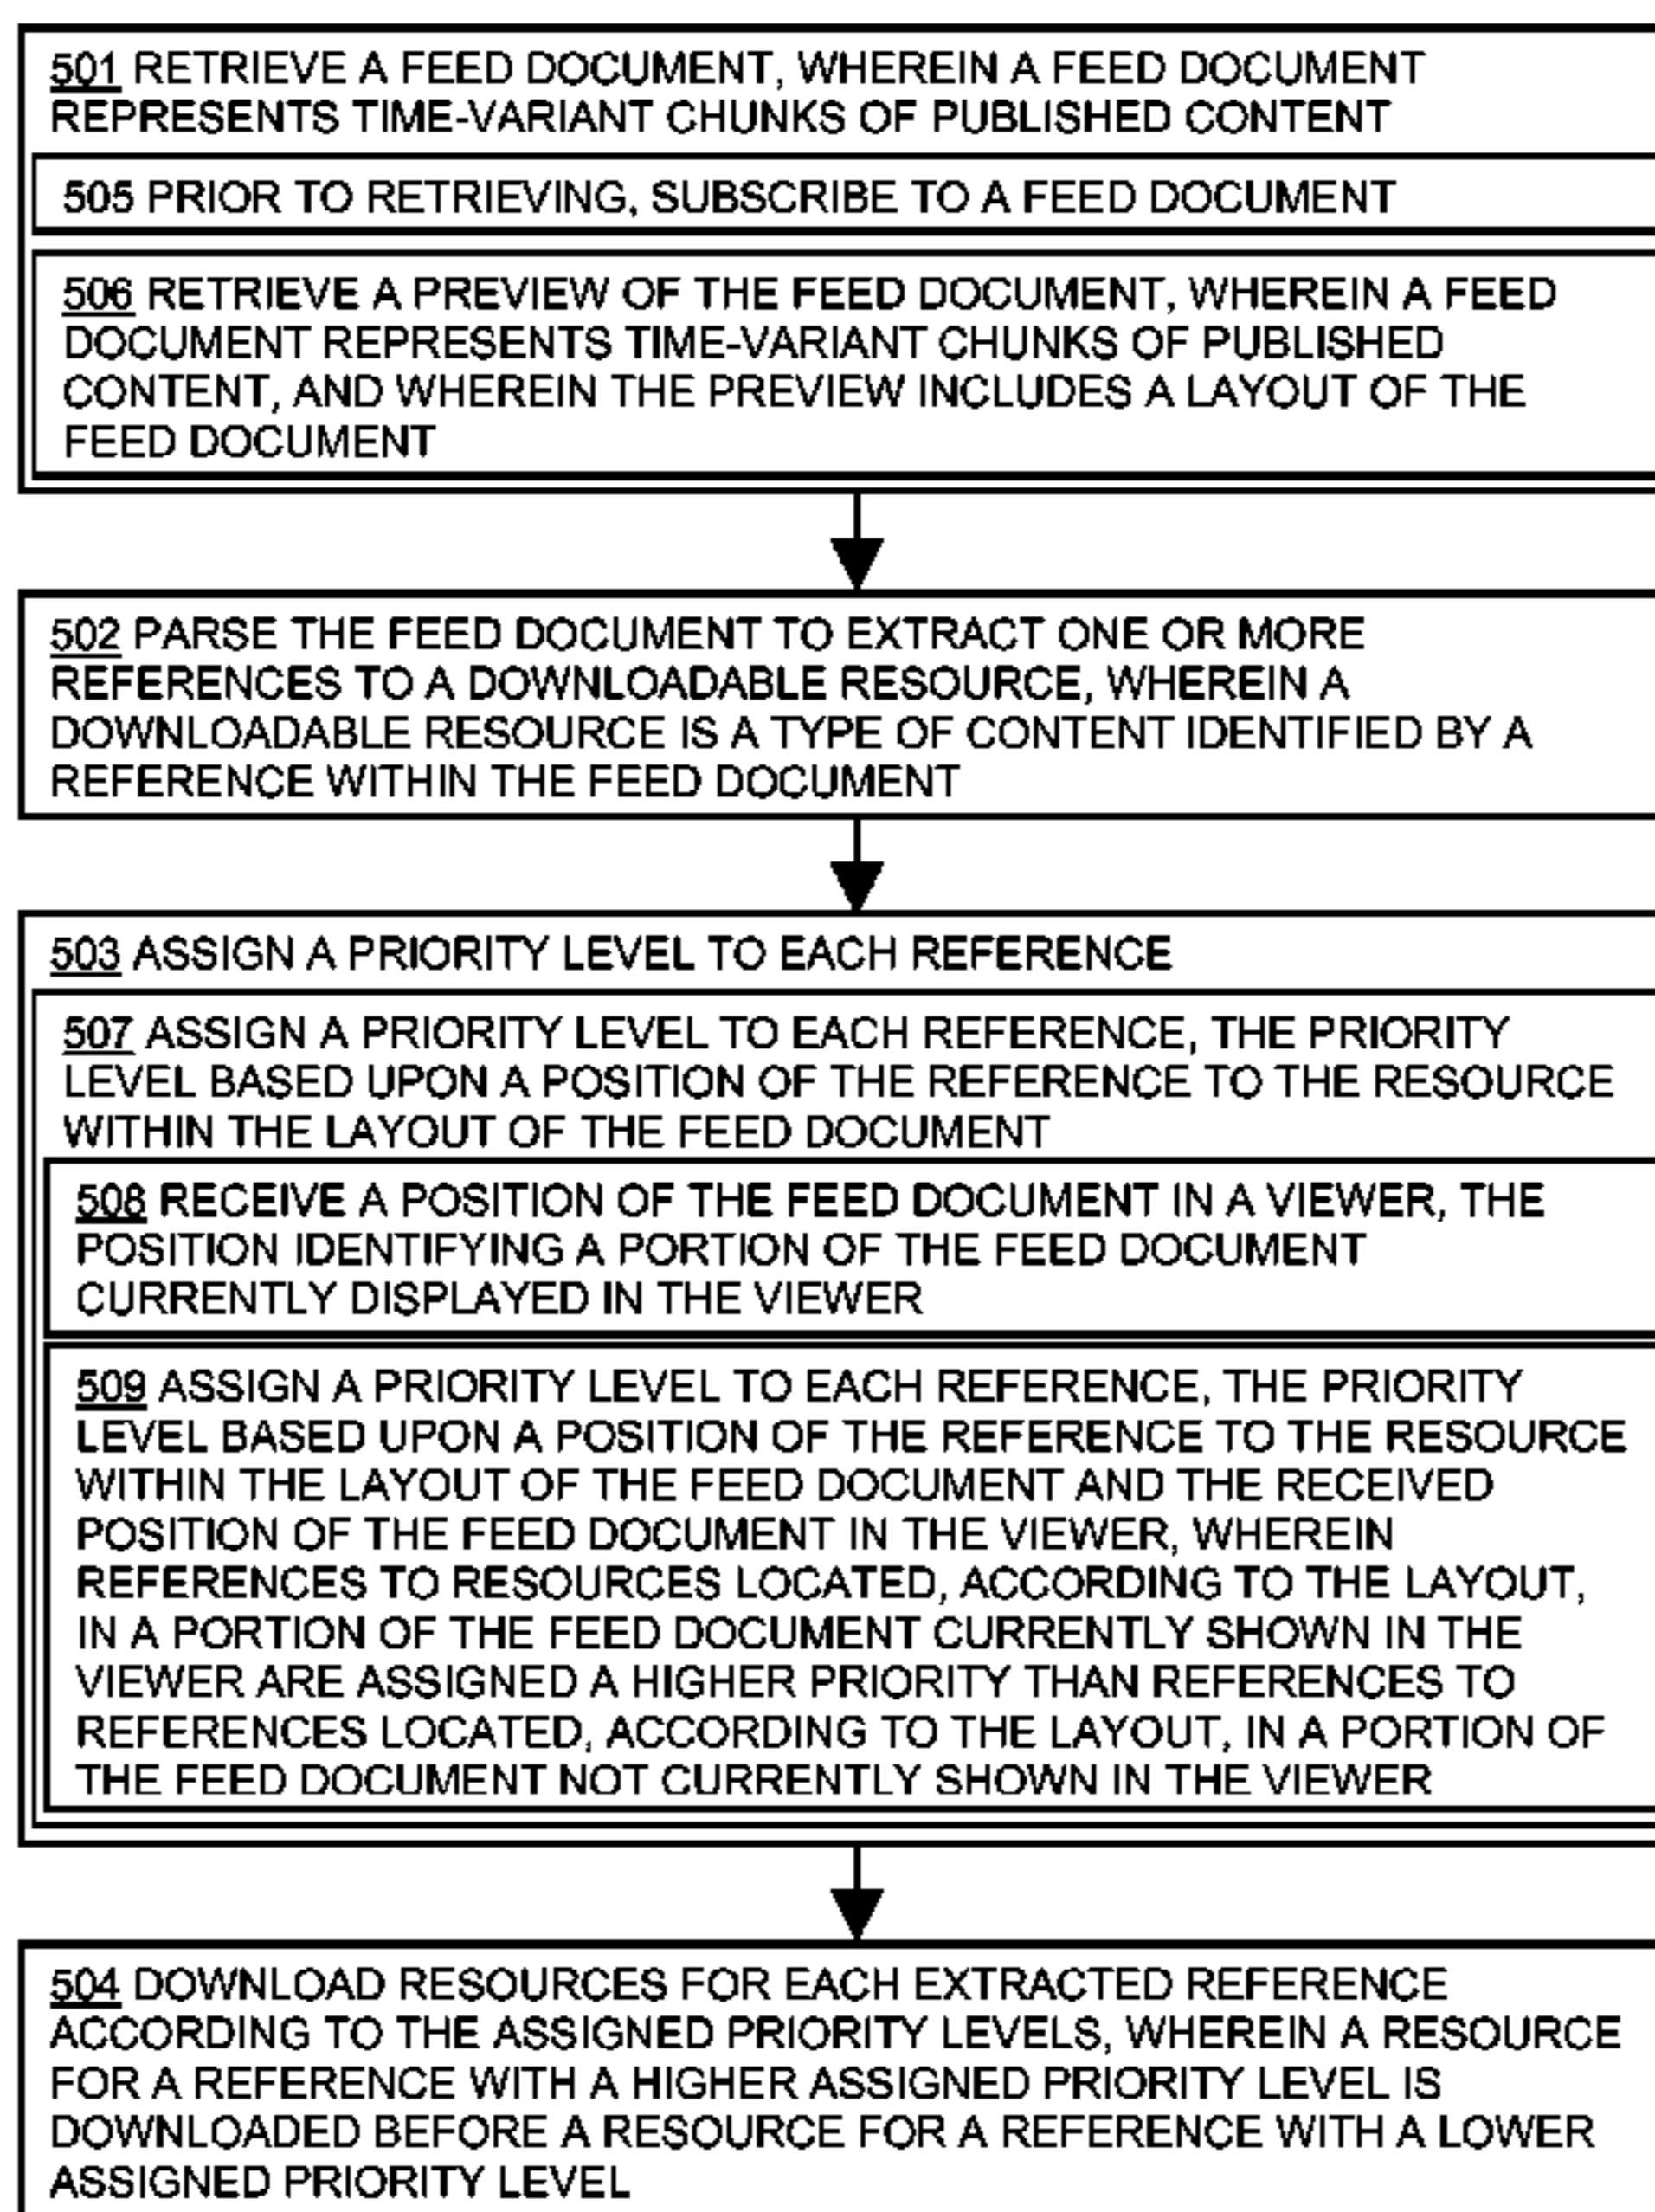 501 RETRIEVE A FEED DOCUMENT, WHEREIN A FEED DOCUMENT
REPRESENTS TIME-VARIANT CHUNKS OF PUBLISHED CONTENT
505 PRIOR TO RETRIEVING, SUBSCRIBE TO A FEED DOCUMENT
506 RETRIEVE A PREVIEW OF THE FEED DOCUMENT, WHEREIN A FEED
DOCUMENT REPRESENTS TIME-VARIANT CHUNKS OF PUBLISHED
CONTENT, AND WHEREIN THE PREVIEW INCLUDES A LAYOUT OF THE
FEED DOCUMENT
502 PARSE THE FEED DOCUMENT TO EXTRACT ONE OR MORE
REFERENCES TO A DOWNLOADABLE RESOURCE, WHEREIN A
DOWNLOADABLE RESOURCE IS A TYPE OF CONTENT IDENTIFIED BY A
REFERENCE WITHIN THE FEED DOCUMENT
503 ASSIGN A PRIORITY LEVEL TO EACH REFERENCE
507 ASSIGN A PRIORITY LEVEL TO EACH REFERENCE, THE PRIORITY
LEVEL BASED UPON A POSITION OF THE REFERENCE TO THE RESOURCE
WITHIN THE LAYOUT OF THE FEED DOCUMENT
508 RECEIVE A POSITION OF THE FEED DOCUMENT IN A VIEWER, THE
POSITION IDENTIFYING A PORTION OF THE FEED DOCUMENT
CURRENTLY DISPLAYED IN THE VIEWER
509 ASSIGN A PRIORITY LEVEL TO EACH REFERENCE, THE PRIORITY
LEVEL BASED UPON A POSITION OF THE REFERENCE TO THE RESOURCE
WITHIN THE LAYOUT OF THE FEED DOCUMENT AND THE RECEIVED
POSITION OF THE FEED DOCUMENT IN THE VIEWER, WHEREIN
REFERENCES TO RESOURCES LOCATED, ACCORDING TO THE LAYOUT,
IN A PORTION OF THE FEED DOCUMENT CURRENTLY SHOWN IN THE
VIEWER ARE ASSIGNED A HIGHER PRIORITY THAN REFERENCES TO
REFERENCES LOCATED, ACCORDING TO THE LAYOUT, IN A PORTION OF
THE FEED DOCUMENT NOT CURRENTLY SHOWN IN THE VIEWER
504 DOWNLOAD RESOURCES FOR EACH EXTRACTED REFERENCE
ACCORDING TO THE ASSIGNED PRIORITY LEVELS, WHEREIN A RESOURCE
FOR A REFERENCE WITH A HIGHER ASSIGNED PRIORITY LEVEL IS
DOWNLOADED BEFORE A RESOURCE FOR A REFERENCE WITH A LOWER
ASSIGNED PRIORITY LEVEL